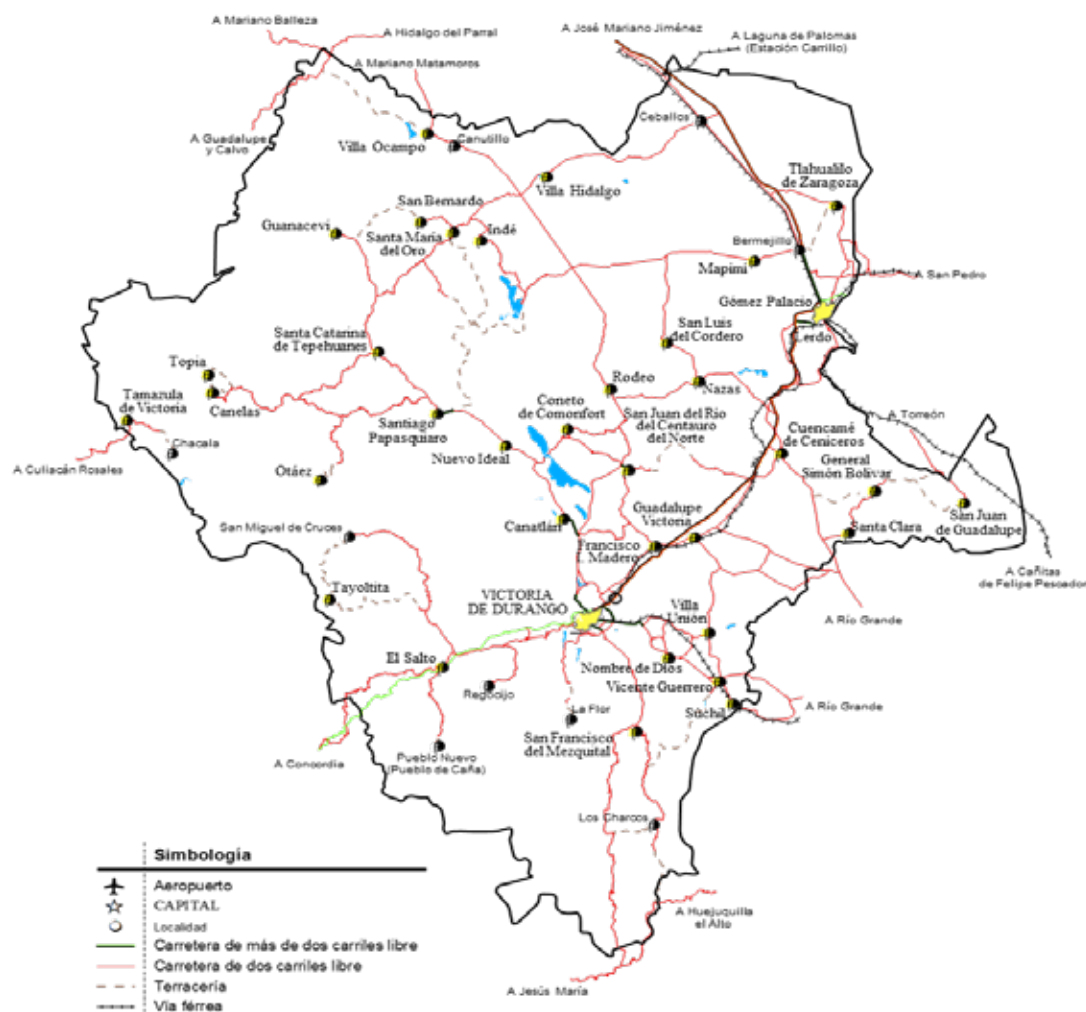 A Mariano Balleza
A Hidalgo del Parral
A José Mariano Jiménez
A Laguna de Palomas
(Estación Carrillo)
A Mariano Matamoros
A Guadalupe
y Calvo
Villa Ocampo
Canutillo
Ceballos
Tlahualilo
de Zaragoza
Villa Hidalgo
San Bernardo
Guanaceví
Santa María
del Oro
Indé
Bermejillo
Mapimí
A San Pedro
Gómez Palacio
Lerdo
Santa Catarina
de Tepehuanes
San Luis
del Cordero
Topia
Canelas
Tamazula
de Victoria
Chacala
A Culiacán Rosales
Rodeo
Nazas
Santiago
Papasquiaro
Coneto
de Comonfort
San Juan del Río
del Centauro
del Norte
Cuencamé
de Ceniceros
A Torreón
Nuevo Ideal
Otáez
General
Simón Bolívar
San Juan
de Guadalupe
Santa Clara
San Miguel de Cruces
Canatlán
Guadalupe
Victoria
Francisco
I. Madero
A Cañitas
de Felipe Pescador
Tayoltita
VICTORIA
DE DURANGO
Villa
Unión
A Río Grande
El Salto
Regocijo
Nombre de Dios
Vicente Guerrero
Súchil
A Río Grande
La Flor
San Francisco
del Mezquital
A Concordia
Pueblo Nuevo
(Pueblo de Caña)
Los Charcos
A Huejuquilla
el Alto
A Jesús María
Simbología
Aeropuerto
CAPITAL
Localidad
Carretera de más de dos carriles libre
Carretera de dos carriles libre
Terracería
Vía férrea